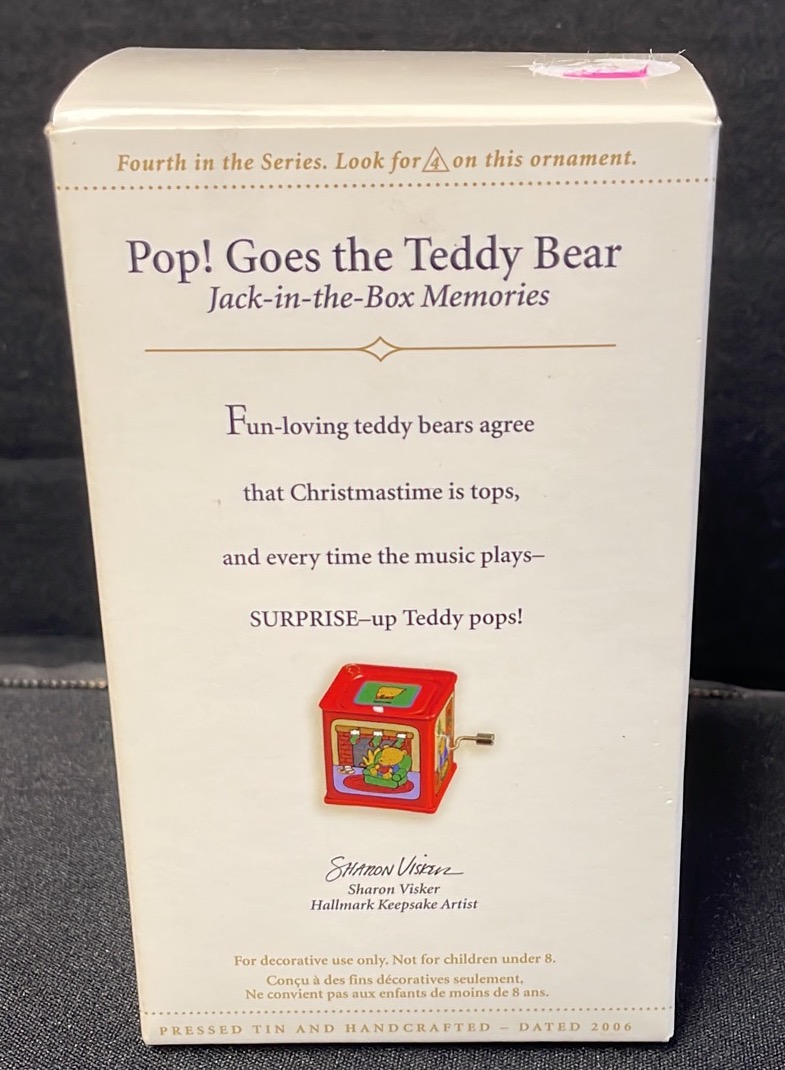 Fourth in the Series. Look for 4 on this ornament.
Pop! Goes the Teddy Bear
Jack-in-the-Box Memories
Fun-loving teddy bears agree
that Christmastime is tops,
and every time the music plays–
SURPRISE–up Teddy pops!
SHARON VISKER
Sharon Visker
Hallmark Keepsake Artist
For decorative use only. Not for children under 8.
Conçu à des fins décoratives seulement,
Ne convient pas aux enfants de moins de 8 ans.
PRESSED TIN AND HANDCRAFTED – DATED 2006